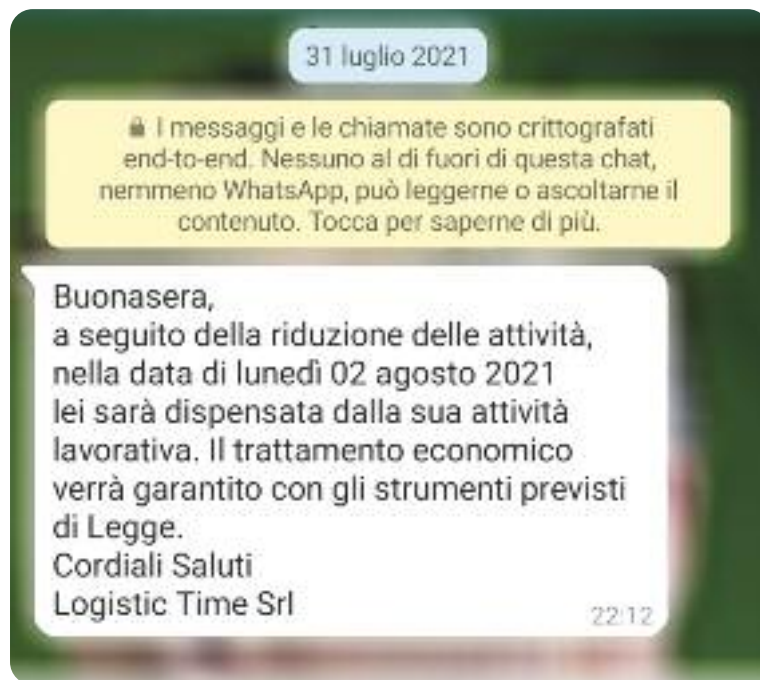 31 luglio 2021
I messaggi e le chiamate sono crittografati
end-to-end. Nessuno al di fuori di questa chat,
nemmeno WhatsApp, può leggerne o ascoltarne il
contenuto. Tocca per saperne di più.
Buonasera,
a seguito della riduzione delle attività,
nella data di lunedì 02 agosto 2021
lei sarà dispensata dalla sua attività
lavorativa. Il trattamento economico
verrà garantito con gli strumenti previsti
di Legge.
Cordiali Saluti
Logistic Time Srl
22:12